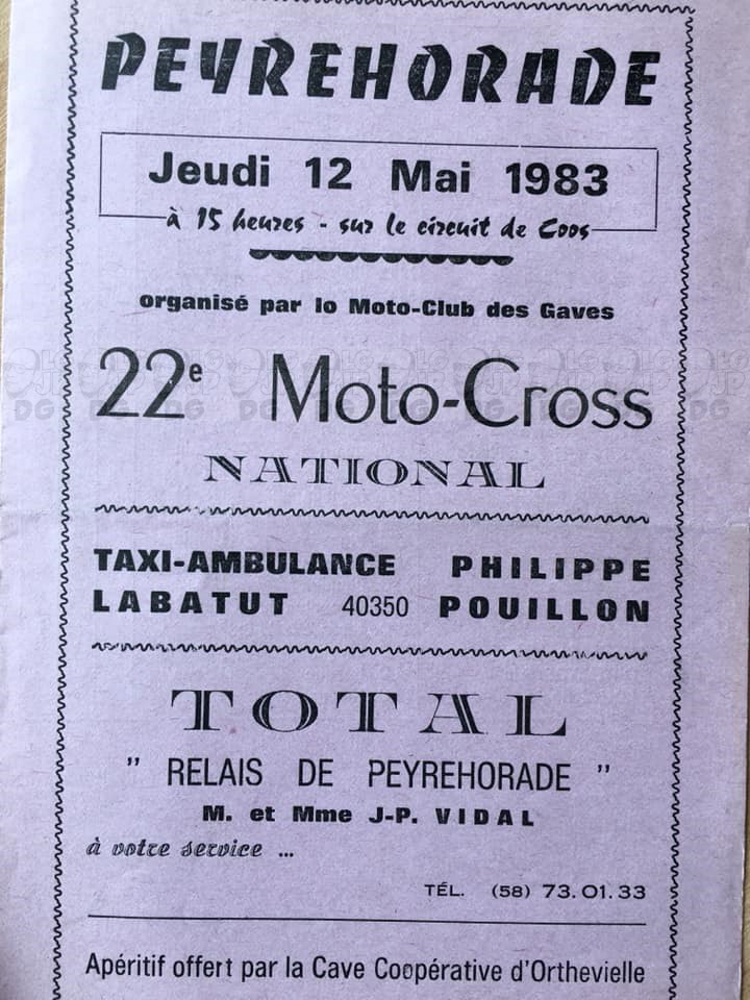 PEYREHORADE
Jeudi 12 Mai 1983
à 15 heures - sur le circuit de Coos
organisé par lo Moto-Club des Gaves
22e Moto-Cross
NATIONAL
TAXI-AMBULANCE PHILIPPE
LABATUT 40350 POUILLON
TOTAL
" RELAIS DE PEYREHORADE "
M. et Mme J-P. VIDAL
à votre service ...
TÉL. (58) 73.01.33
Apéritif offert par la Cave Coopérative d'Orthevielle